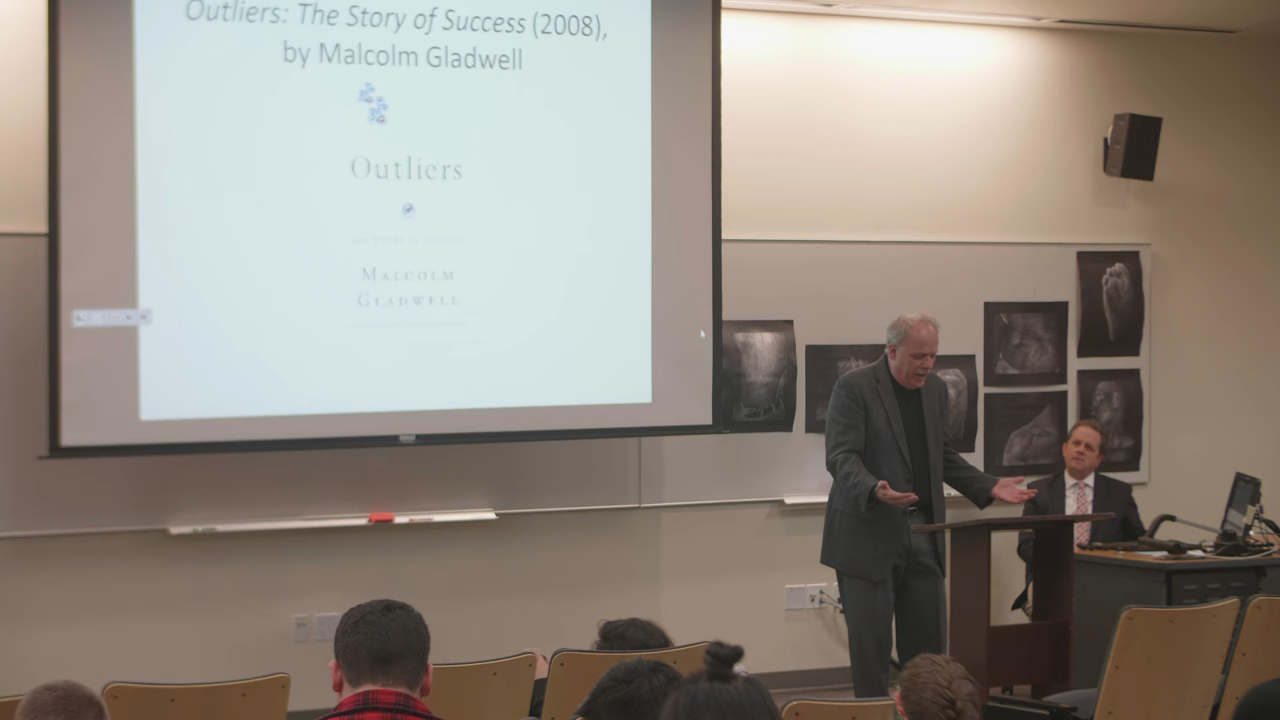 Outliers: The Story of Success (2008),
by Malcolm Gladwell
Outliers
MALCOLM
GLADWELL